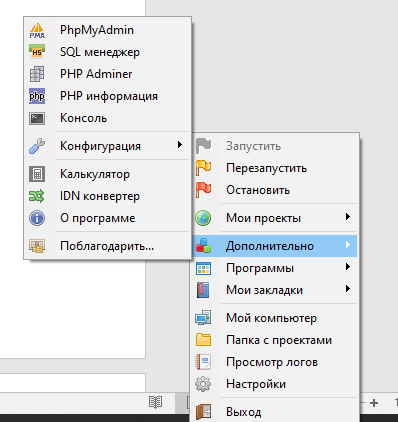 PhpMyAdmin
SQL менеджер
PHP Adminer
PHP информация
Консоль
Конфигурация
Калькулятор
IDN конвертер
О программе
Поблагодарить...
Запустить
Перезапустить
Остановить
Мои проекты
Дополнительно
Программы
Мои закладки
Мой компьютер
Папка с проектами
Просмотр логов
Настройки
Выход